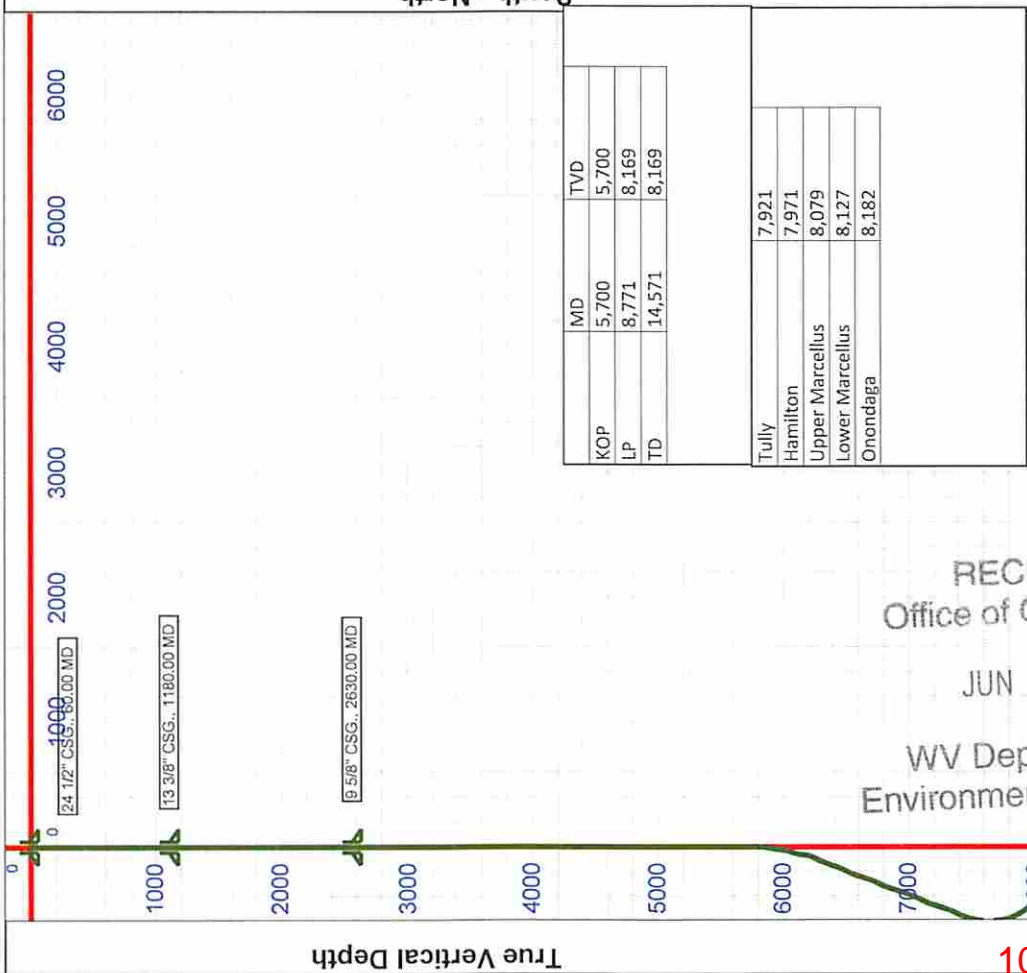 6000
5000
4000
3000
2000
1000
0
24 1/2" CSG., 60.00 MD
13 3/8" CSG., 1180.00 MD
9 5/8" CSG., 2630.00 MD
0
1000
2000
3000
4000
5000
6000
7000
True Vertical Depth
MD TVD
KOP 5,700 5,700
LP 8,771 8,169
TD 14,571 8,169
Tully 7,921
Hamilton 7,971
Upper Marcellus 8,079
Lower Marcellus 8,127
Onondaga 8,182
REC
Office of
JUN
WV Dep
Environme
10